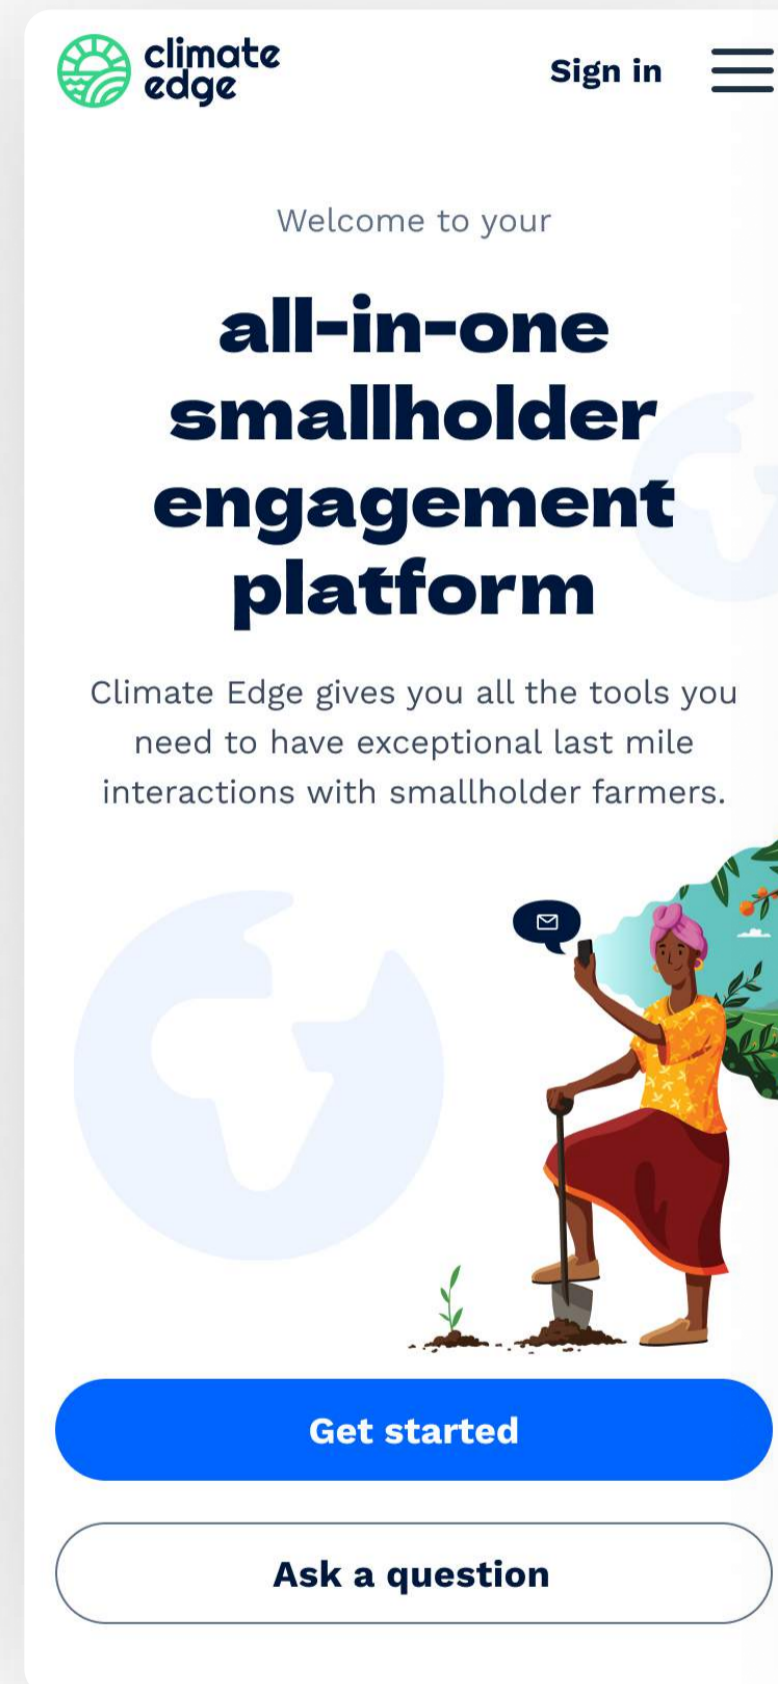 climate
edge
Sign in
Welcome to your
all-in-one
smallholder
engagement
platform
Climate Edge gives you all the tools you
need to have exceptional last mile
interactions with smallholder farmers.
Get started
Ask a question